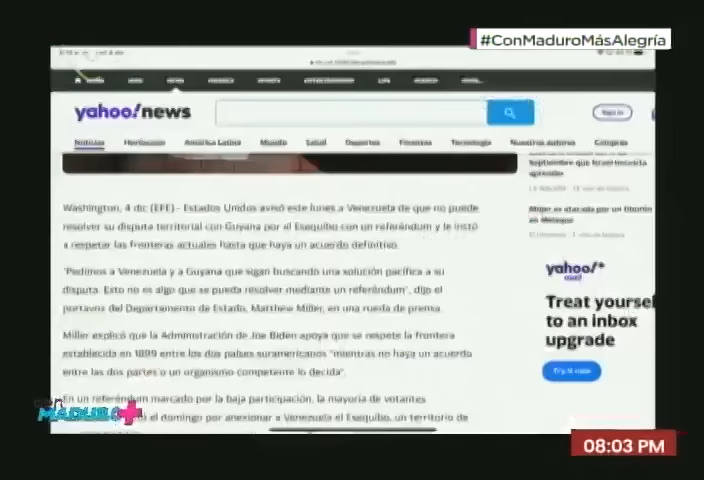 #ConMaduroMásAlegría
yahoo!news
Sign in
Noticias Horóscopo América Latina Mundo Salud Deportes Finanzas Tecnología Nuestros autores Compras
Washington, 4 dic (EFE).- Estados Unidos avisó este lunes a Venezuela de que no puede
resolver su disputa territorial con Guyana por el Esequibo con un referéndum y le instó
a respetar las fronteras actuales hasta que haya un acuerdo definitivo.
"Pedimos a Venezuela y a Guyana que sigan buscando una solución pacífica a su
disputa. Esto no es algo que se pueda resolver mediante un referéndum", dijo el
portavoz del Departamento de Estado, Matthew Miller, en una rueda de prensa.
Miller explicó que la Administración de Joe Biden apoya que se respete la frontera
establecida en 1899 entre los dos países suramericanos "mientras no haya un acuerdo
entre las dos partes o un organismo competente lo decida".
En un referéndum marcado por la baja participación, la mayoría de votantes
el domingo por anexionar a Venezuela el Esequibo, un territorio de
septiembre que
yahoo/*
mail
Treat yoursel
to an inbox
upgrade
Try it now
CON
MADURO+
08:03 PM